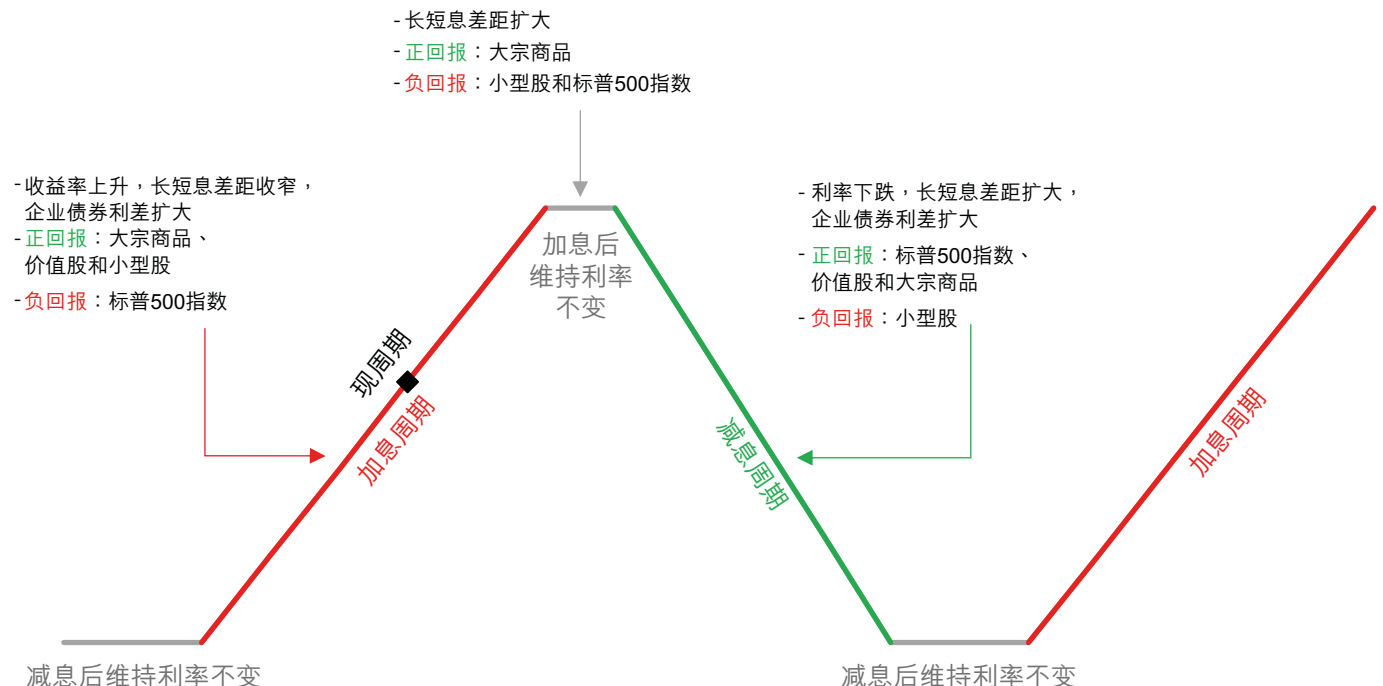 - 长短息差距扩大
- 正回报：大宗商品
- 负回报：小型股和标普500指数
- 收益率上升，长短息差距收窄，
企业债券利差扩大
- 正回报：大宗商品、
价值股和小型股
- 负回报：标普500指数
- 利率下跌，长短息差距扩大，
企业债券利差扩大
- 正回报：标普500指数、
价值股和大宗商品
- 负回报：小型股
加息后
维持利率
不变
现周期
加息周期
减息周期
加息周期
减息后维持利率不变
减息后维持利率不变